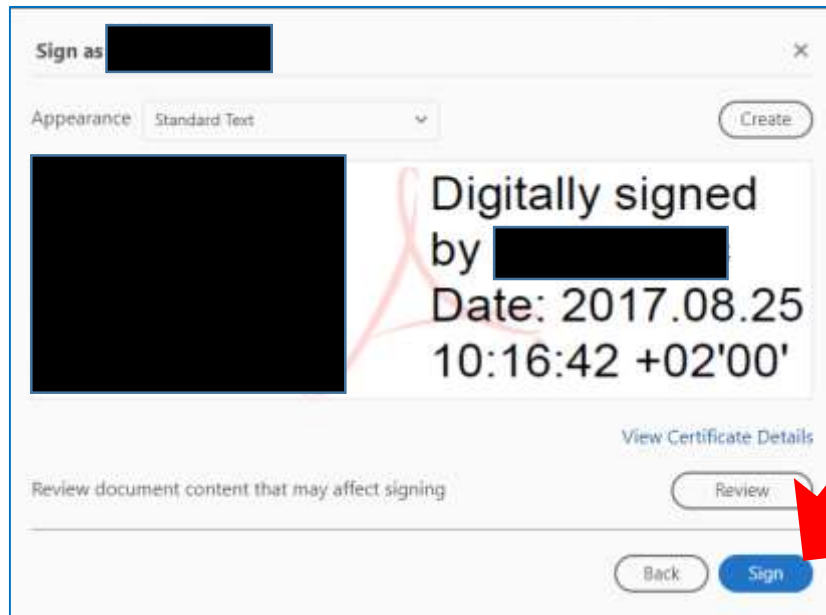 Sign as
Appearance Standard Text Create
Digitally signed
by
Date: 2017.08.25
10:16:42 +02'00'
View Certificate Details
Review document content that may affect signing Review
Back Sign